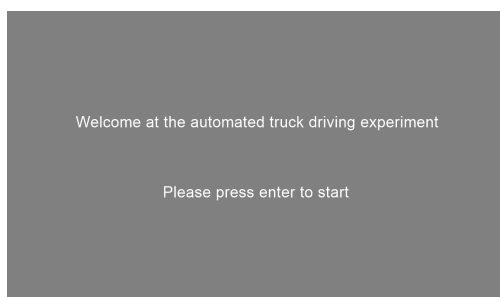 Welcome at the automated truck driving experiment
Please press enter to start